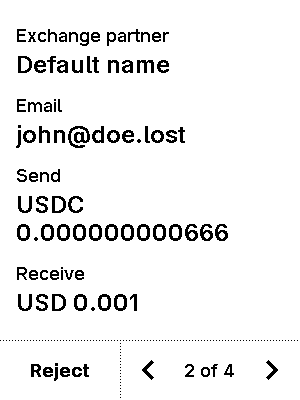 Exchange partner
Default name
Email
john@doe.lost
Send
USDC
0.000000000666
Receive
USD 0.001
Reject
2 of 4